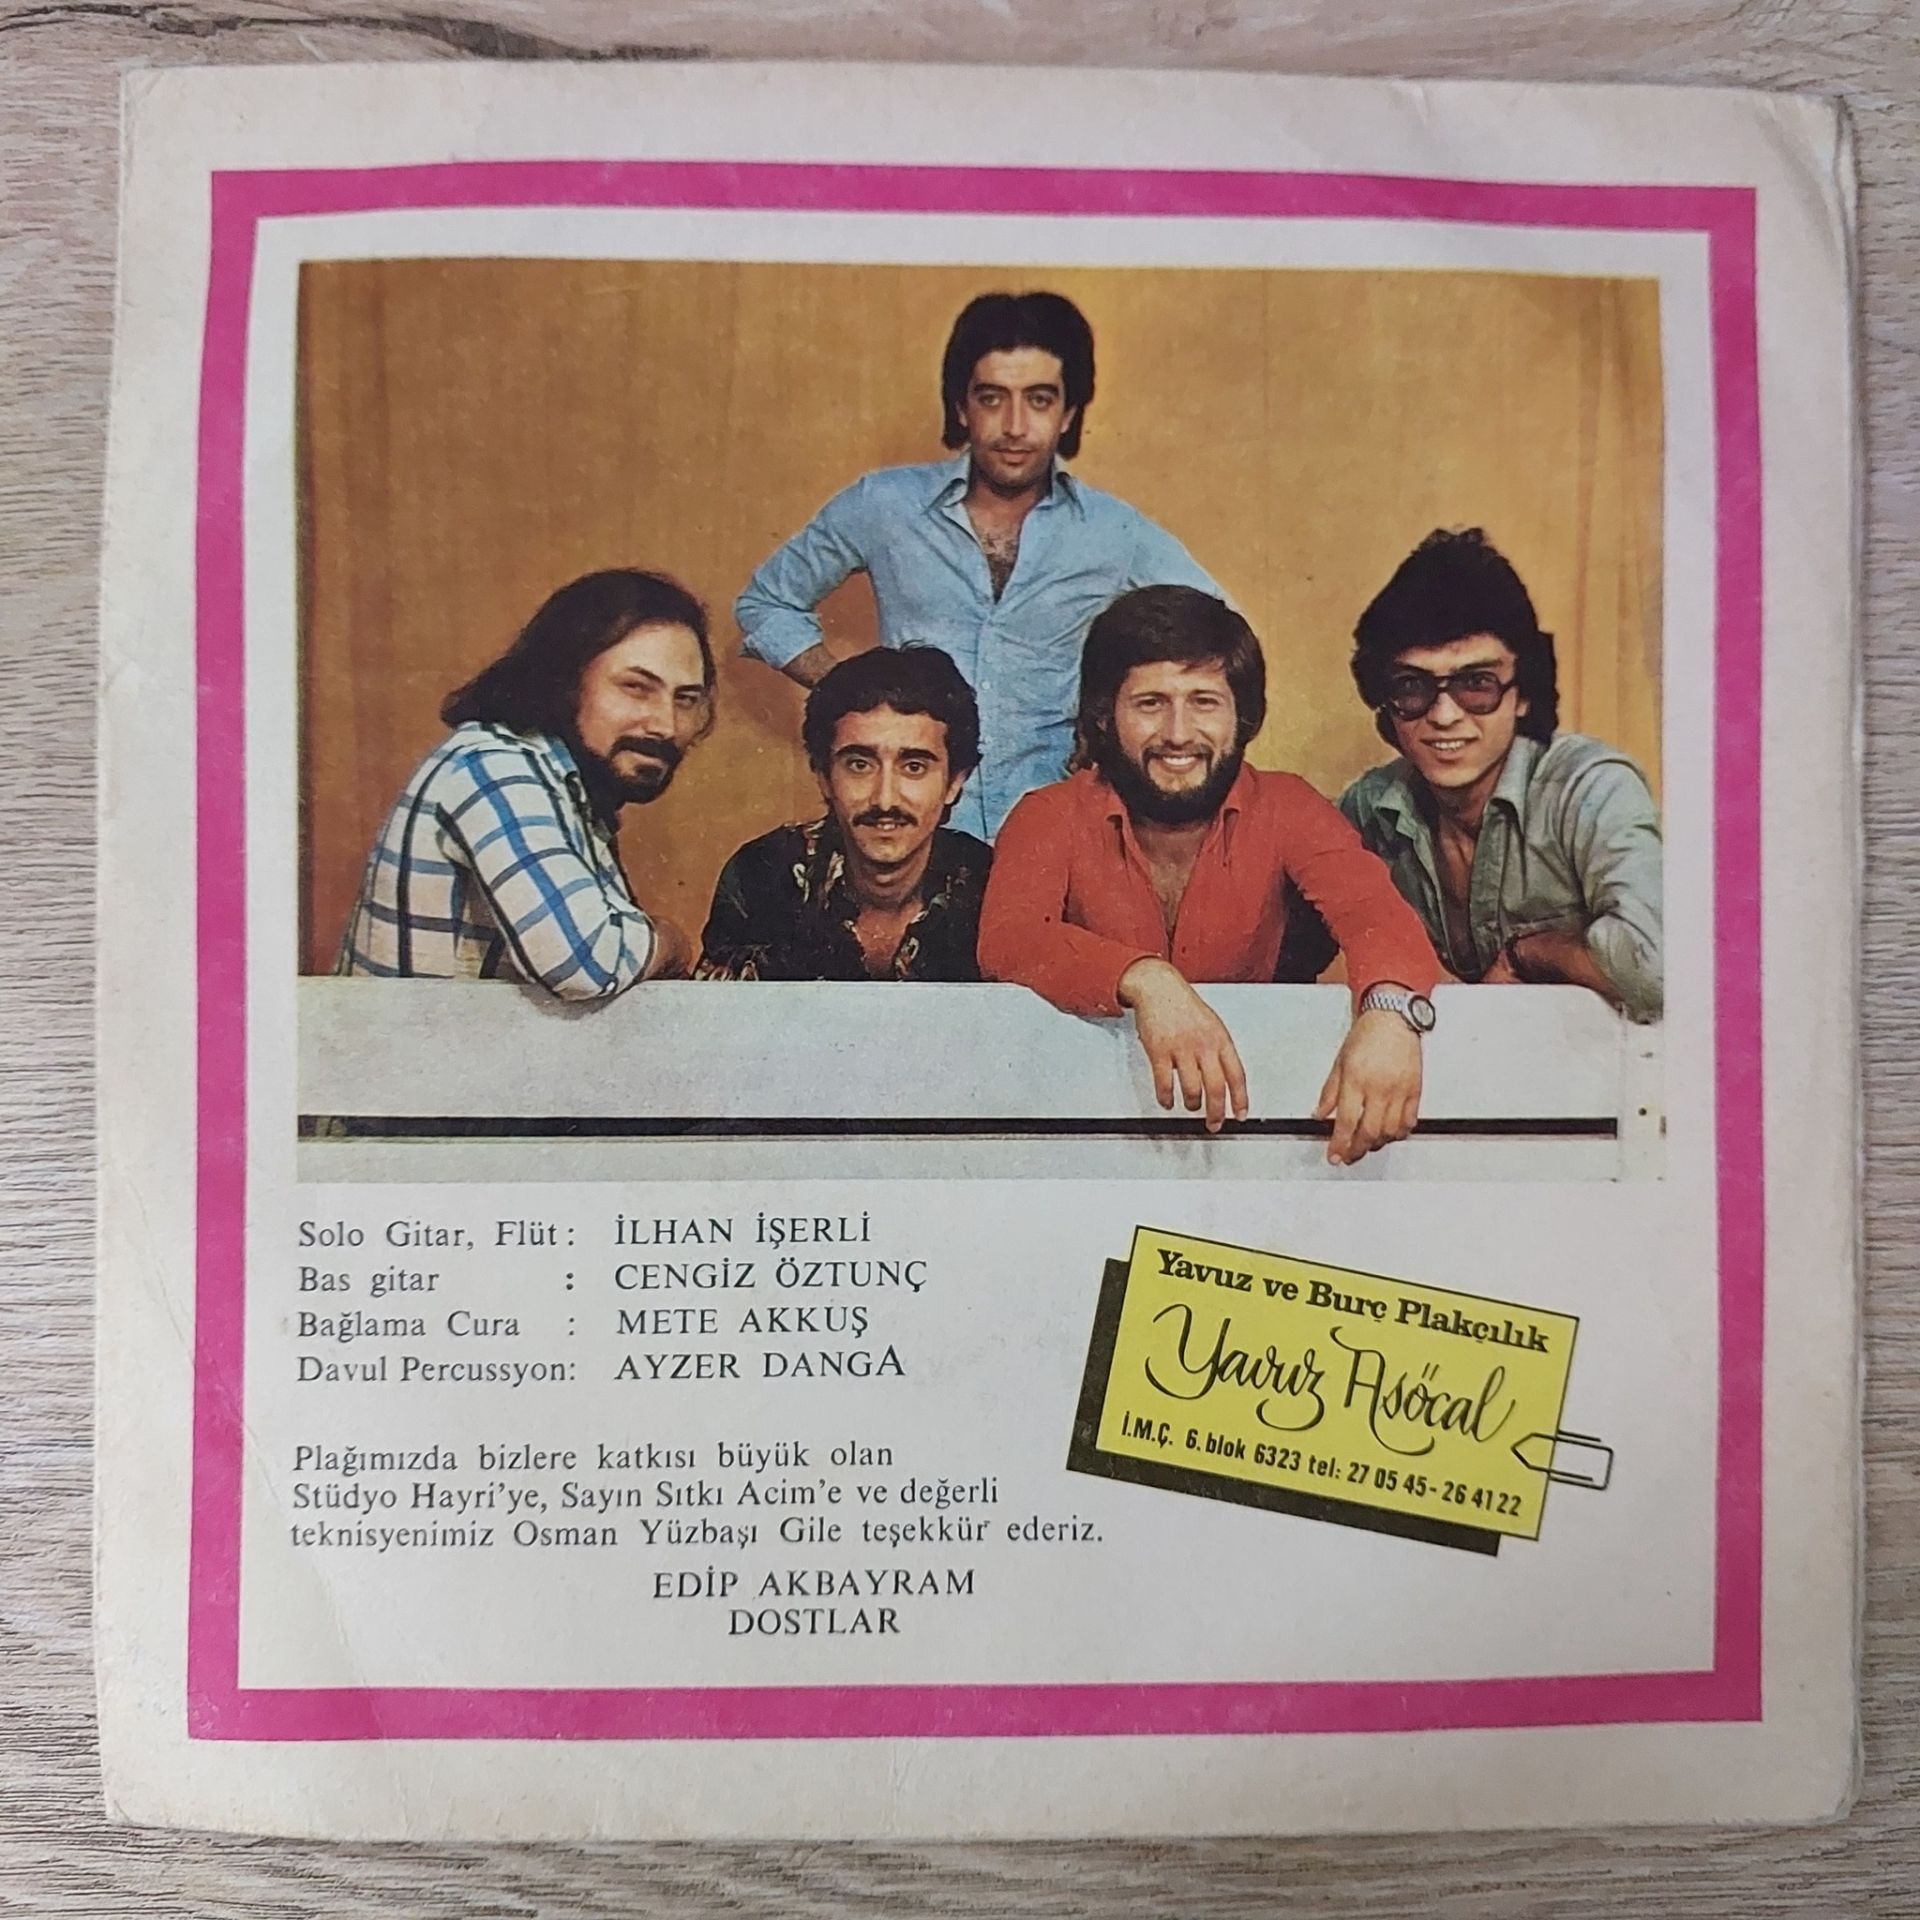 Solo Gitar, Flüt : İLHAN İŞERLİ
Bas gitar : CENGİZ ÖZTUNÇ
Bağlama Cura : METE AKKUŞ
Davul Percussyon: AYZER DANGA
Plağımızda bizlere katkısı büyük olan
Stüdyo Hayri'ye, Sayın Sıtkı Acim'e ve değerli
teknisyenimiz Osman Yüzbaşı Gile teşekkür ederiz.
EDİP AKBAYRAM
DOSTLAR
Yavuz ve Burç Plakçılık
Yavuz Asöcal
İ.M.Ç. 6. blok 6323 tel: 27 05 45 - 26 41 22